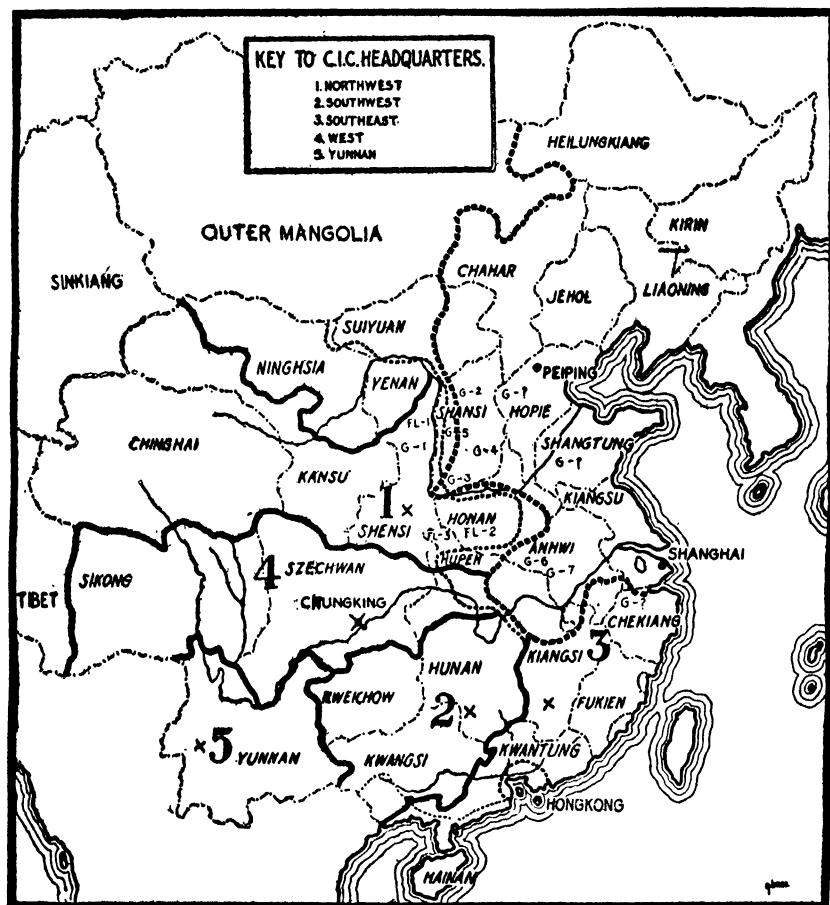 KEY TO C.I.C. HEADQUARTERS.
1. NORTHWEST
2. SOUTHWEST
3. SOUTHEAST.
4. WEST
5. YUNNAN
HEILUNGKIANG
KIRIN
OUTER MANGOLIA
CHAHAR
SINKIANG
JEHOL
LIAONING
SUIYUAN
NINGHSIA
PEIPING
YENAN
G-2
G-?
SHANSI
HOPIE
FL-1
G-5
SHANGTUNG
CHINGHAI
G-1
G-4
G-?
KANSU
G-3
KIANGSU
1
HONAN
SHENSI
FL-3
FL-2
ANHWI
HUPEH
SHANGHAI
4
SZECHWAN
G-6
G-7
SIKONG
TIBET
CHUNGKING
G-?
CHEKIANG
3
KIANGSI
HUNAN
KWEICHOW
FUKIEN
2
5
YUNNAN
KWANGSI
KWANTUNG
HONGKONG
HAINAN